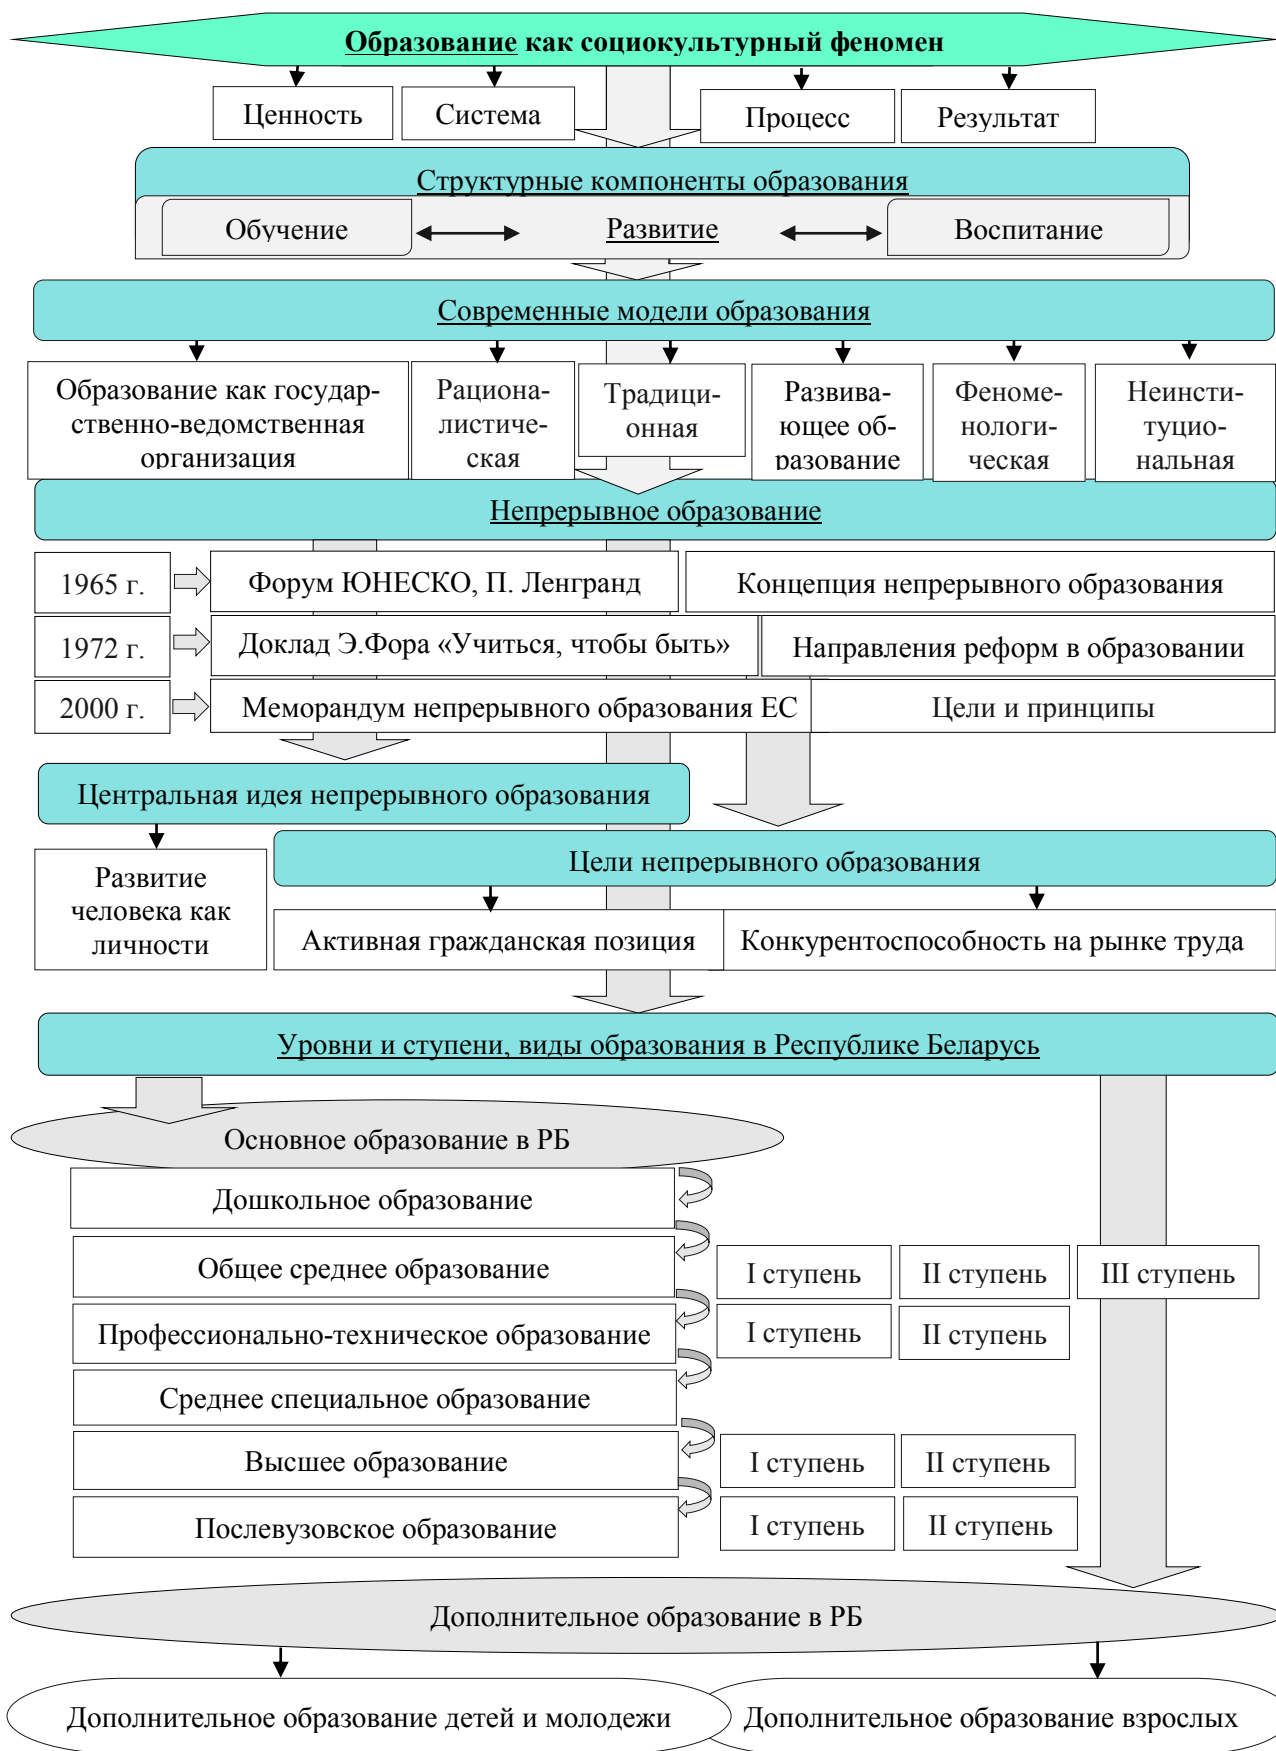 Образование как социокультурный феномен
Ценность
Система
Процесс
Результат
Структурные компоненты образования
Обучение
Развитие
Воспитание
Современные модели образования
Образование как государ-
ственно-ведомственная
организация
Рациона-
листиче-
ская
Традици-
онная
Развива-
ющее об-
разование
Феноме-
нологи-
ческая
Неинсти-
туцио-
нальная
Непрерывное образование
1965 г.
Форум ЮНЕСКО, П. Ленгранд
Концепция непрерывного образования
1972 г.
Доклад Э.Фора «Учиться, чтобы быть»
Направления реформ в образовании
2000 г.
Меморандум непрерывного образования ЕС
Цели и принципы
Центральная идея непрерывного образования
Развитие
человека как
личности
Цели непрерывного образования
Активная гражданская позиция
Конкурентоспособность на рынке труда
Уровни и ступени, виды образования в Республике Беларусь
Основное образование в РБ
Дошкольное образование
Общее среднее образование
I ступень
II ступень
III ступень
Профессионально-техническое образование
I ступень
II ступень
Среднее специальное образование
Высшее образование
I ступень
II ступень
Послевузовское образование
I ступень
II ступень
Дополнительное образование в РБ
Дополнительное образование детей и молодежи
Дополнительное образование взрослых